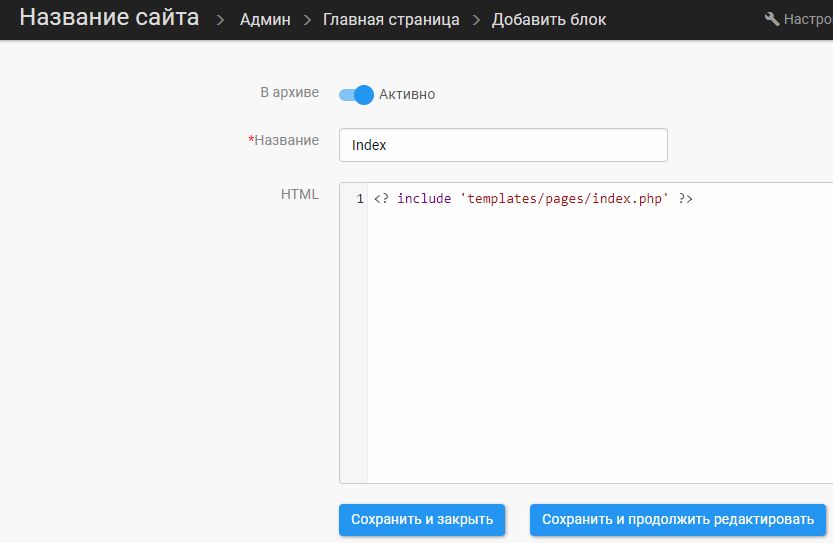 Название сайта > Админ > Главная страница > Добавить блок Настро
В архиве Активно
*Название Index
HTML
1 <? include 'templates/pages/index.php' ?>
Сохранить и закрыть Сохранить и продолжить редактировать